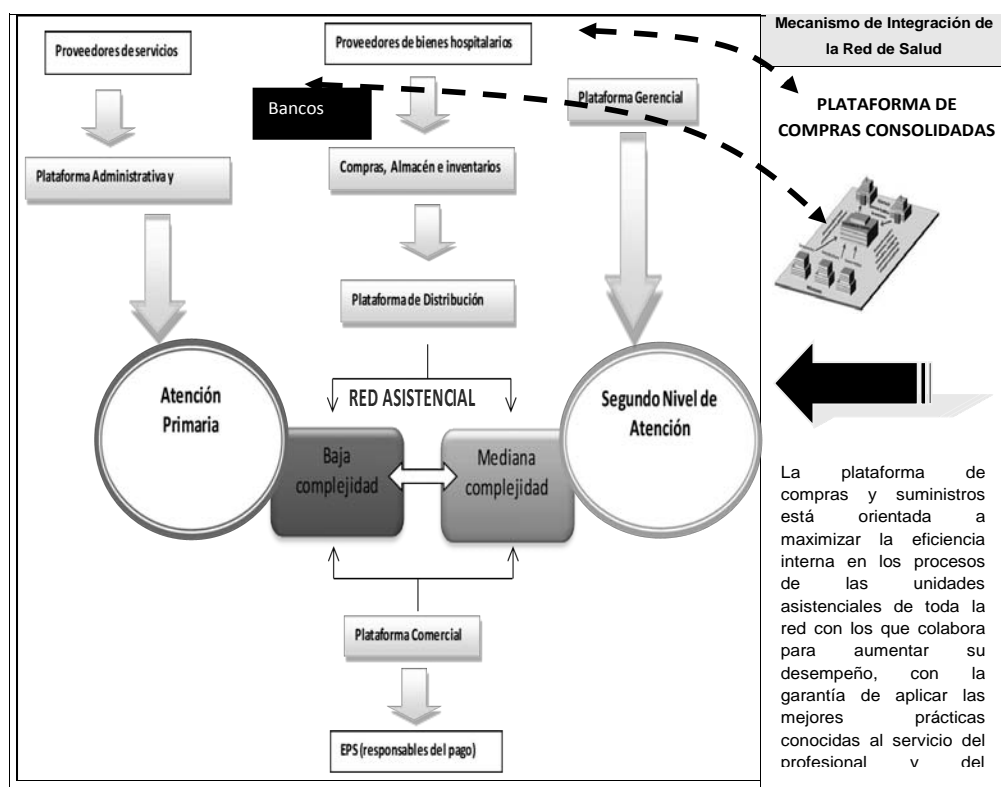 Proveedores de servicios
Proveedores de bienes hospitalarios
Bancos
Plataforma Gerencial
Plataforma Administrativa y
Compras, Almacén e inventarios
Plataforma de Distribución
RED ASISTENCIAL
Atención
Primaria
Segundo Nivel de
Atención
Baja
complejidad
Mediana
complejidad
Plataforma Comercial
EPS (responsables del pago)
Mecanismo de Integración de
la Red de Salud
PLATAFORMA DE
COMPRAS CONSOLIDADAS
La plataforma de
compras y suministros
está orientada a
maximizar la eficiencia
interna en los procesos
de las unidades
asistenciales de toda la
red con los que colabora
para aumentar su
desempeño, con la
garantía de aplicar las
mejores prácticas
conocidas al servicio del
profesional y del